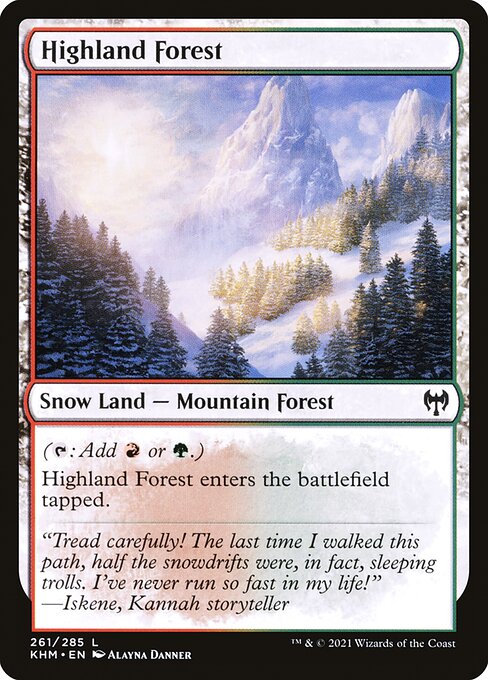 Highland Forest
Snow Land — Mountain Forest
(: Add or .)
Highland Forest enters the battlefield
tapped.
“Tread carefully! The last time I walked this
path, half the snowdrifts were, in fact, sleeping
trolls. I’ve never run so fast in my life!”
—Iskene, Kannah storyteller
261/285 L
KHM • EN Alayna Danner
™ & © 2021 Wizards of the Coast